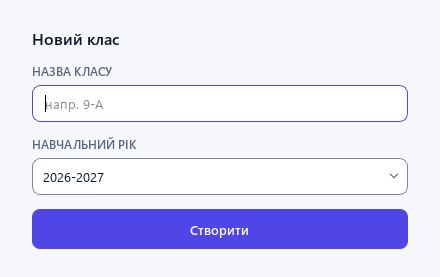 Новий клас
НАЗВА КЛАСУ
напр. 9-А
НАВЧАЛЬНИЙ РІК
2026-2027
Створити